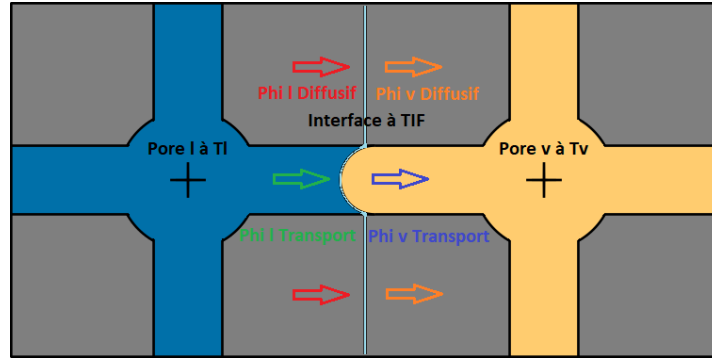 Phi l Diffusif
Phi v Diffusif
Interface à TIF
Pore l à Tl
Pore v à Tv
Phi l Transport
Phi v Transport